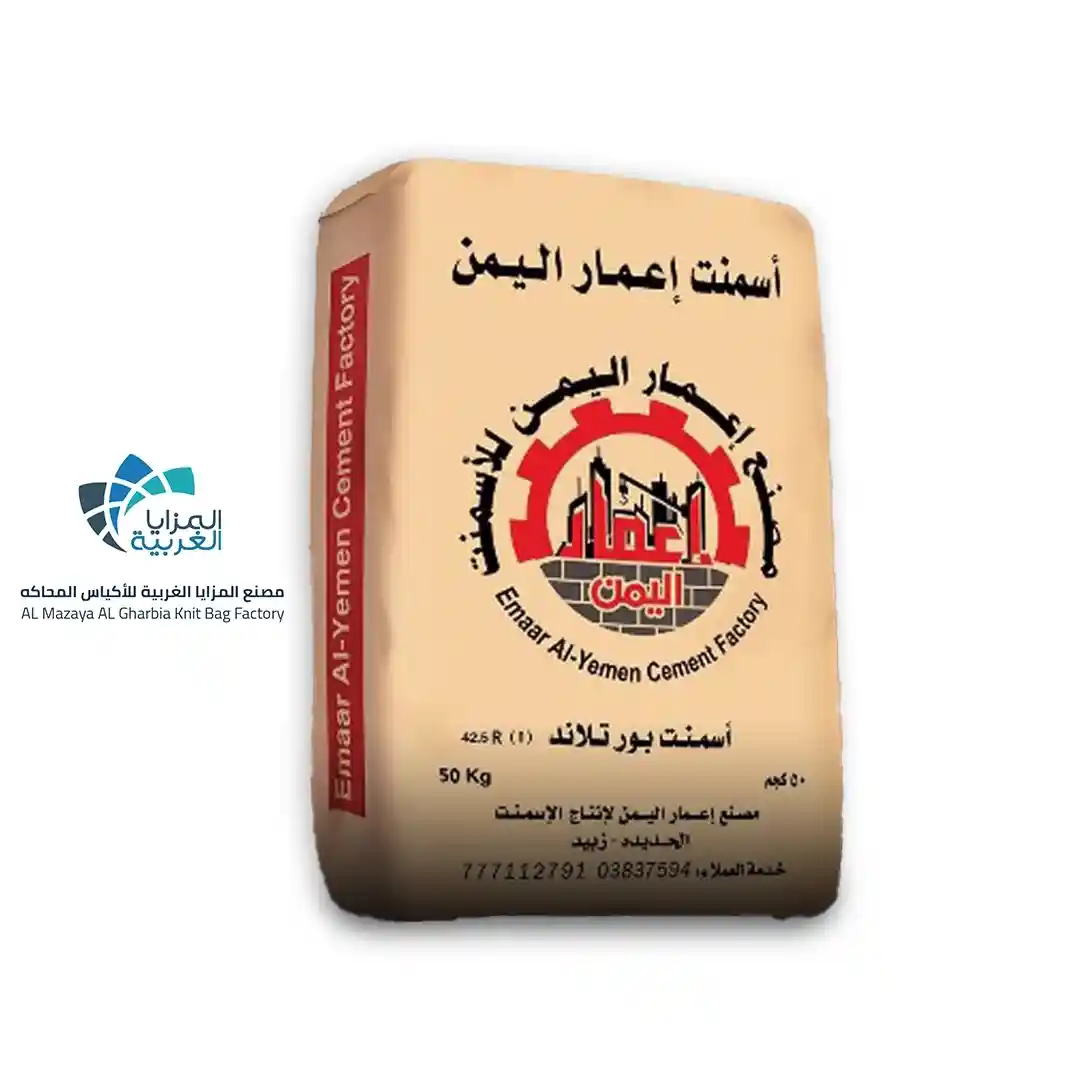 أسمنت إعمار اليمن
مصنع إعمار اليمن للأسمنت
إعمار
اليمن
Emaar Al-Yemen Cement Factory
أسمنت بورتلاند (I) 42.5 R
50 Kg
٥٠ كجم
مصنع إعمار اليمن لإنتاج الإسمنت
الحديده - زبيد
خدمة العملاء: 03837594 777112791
Emaar Al-Yemen Cement Factory
المزايا
الغربية
مصنع المزايا الغربية للأكياس المحاكه
AL Mazaya AL Gharbia Knit Bag Factory